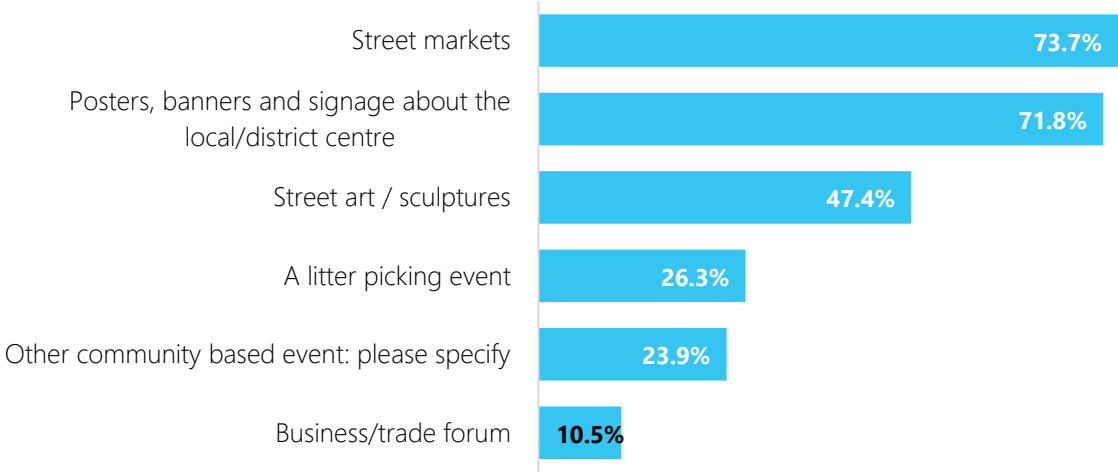 Street markets
73.7%
Posters, banners and signage about the
local/district centre
71.8%
Street art / sculptures
47.4%
A litter picking event
26.3%
Other community based event: please specify
23.9%
Business/trade forum
10.5%